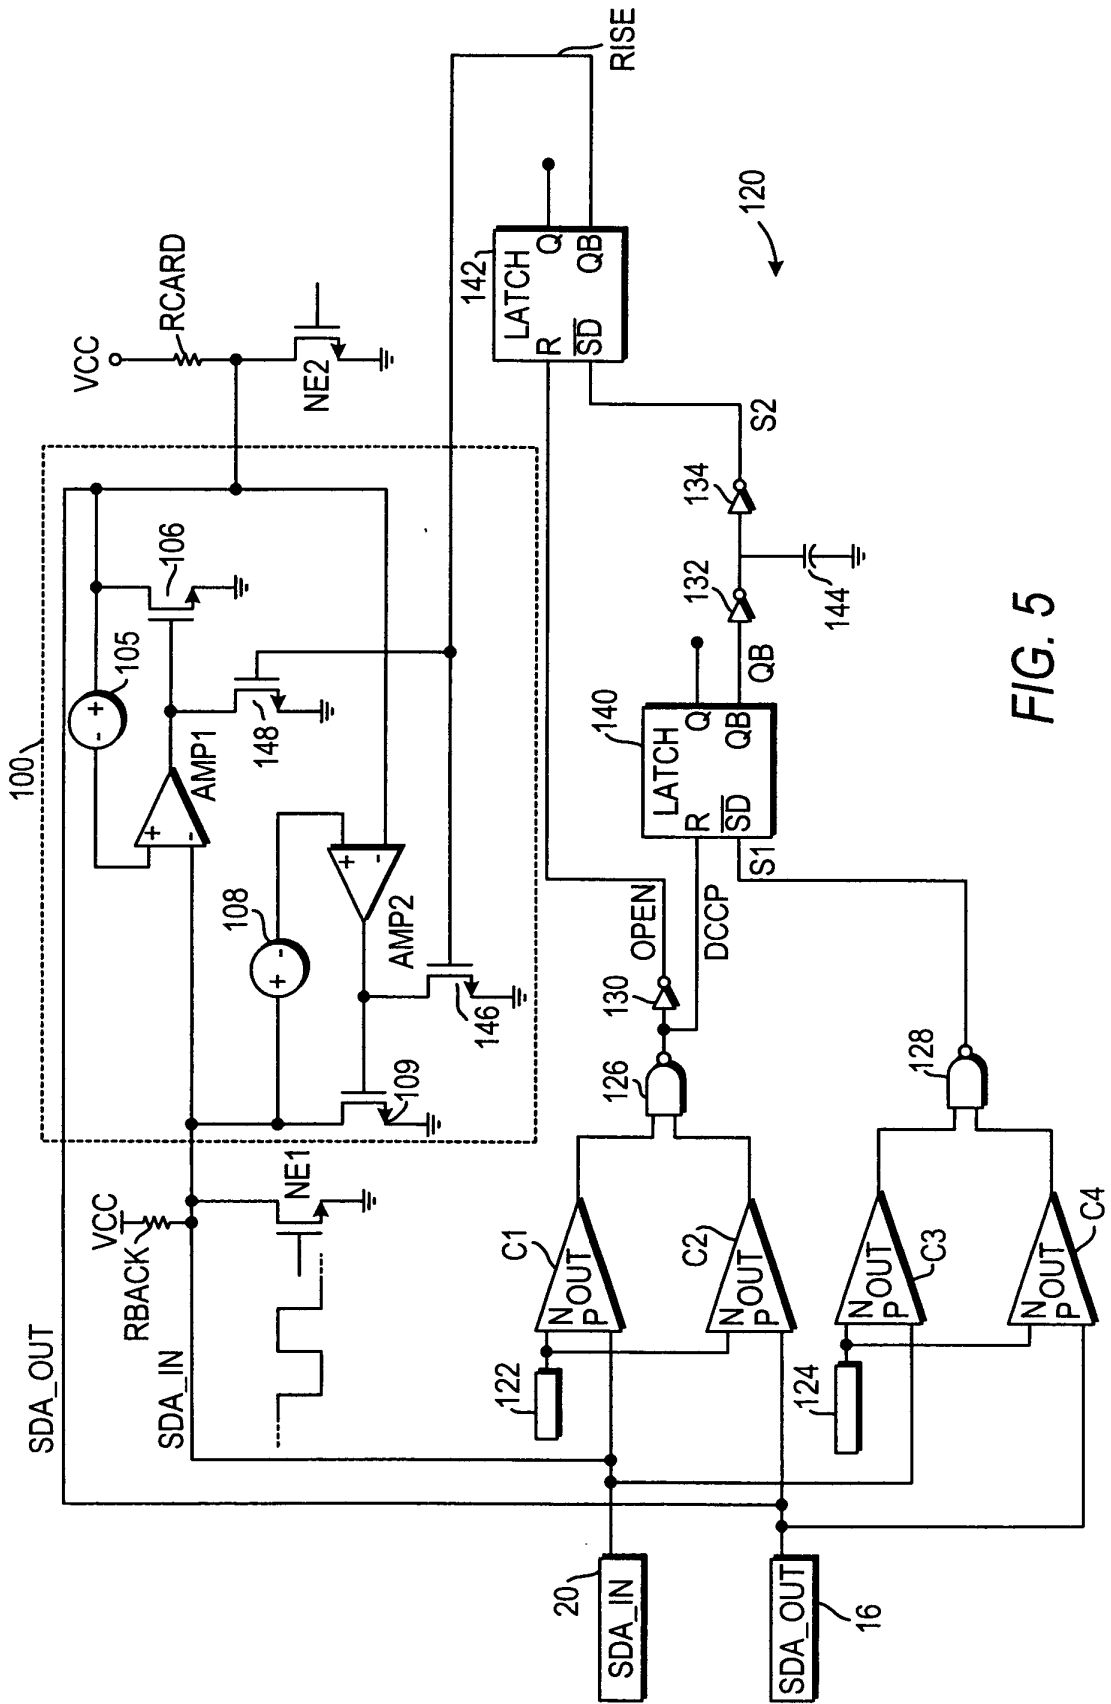 SDA_OUT
SDA_IN
VCC
RBACK
NE1
100
105
+
-
106
+
-
AMP1
148
108
+
-
+
-
AMP2
109
146
VCC
RCARD
NE2
RISE
20
SDA_IN
SDA_OUT
16
122
124
C1
N
P
OUT
C2
N
P
OUT
C3
N
P
OUT
C4
N
P
OUT
126
128
130
OPEN
DCCP
S1
140
LATCH
R
SD
Q
QB
QB
132
134
144
S2
142
LATCH
R
SD
Q
QB
120
FIG. 5